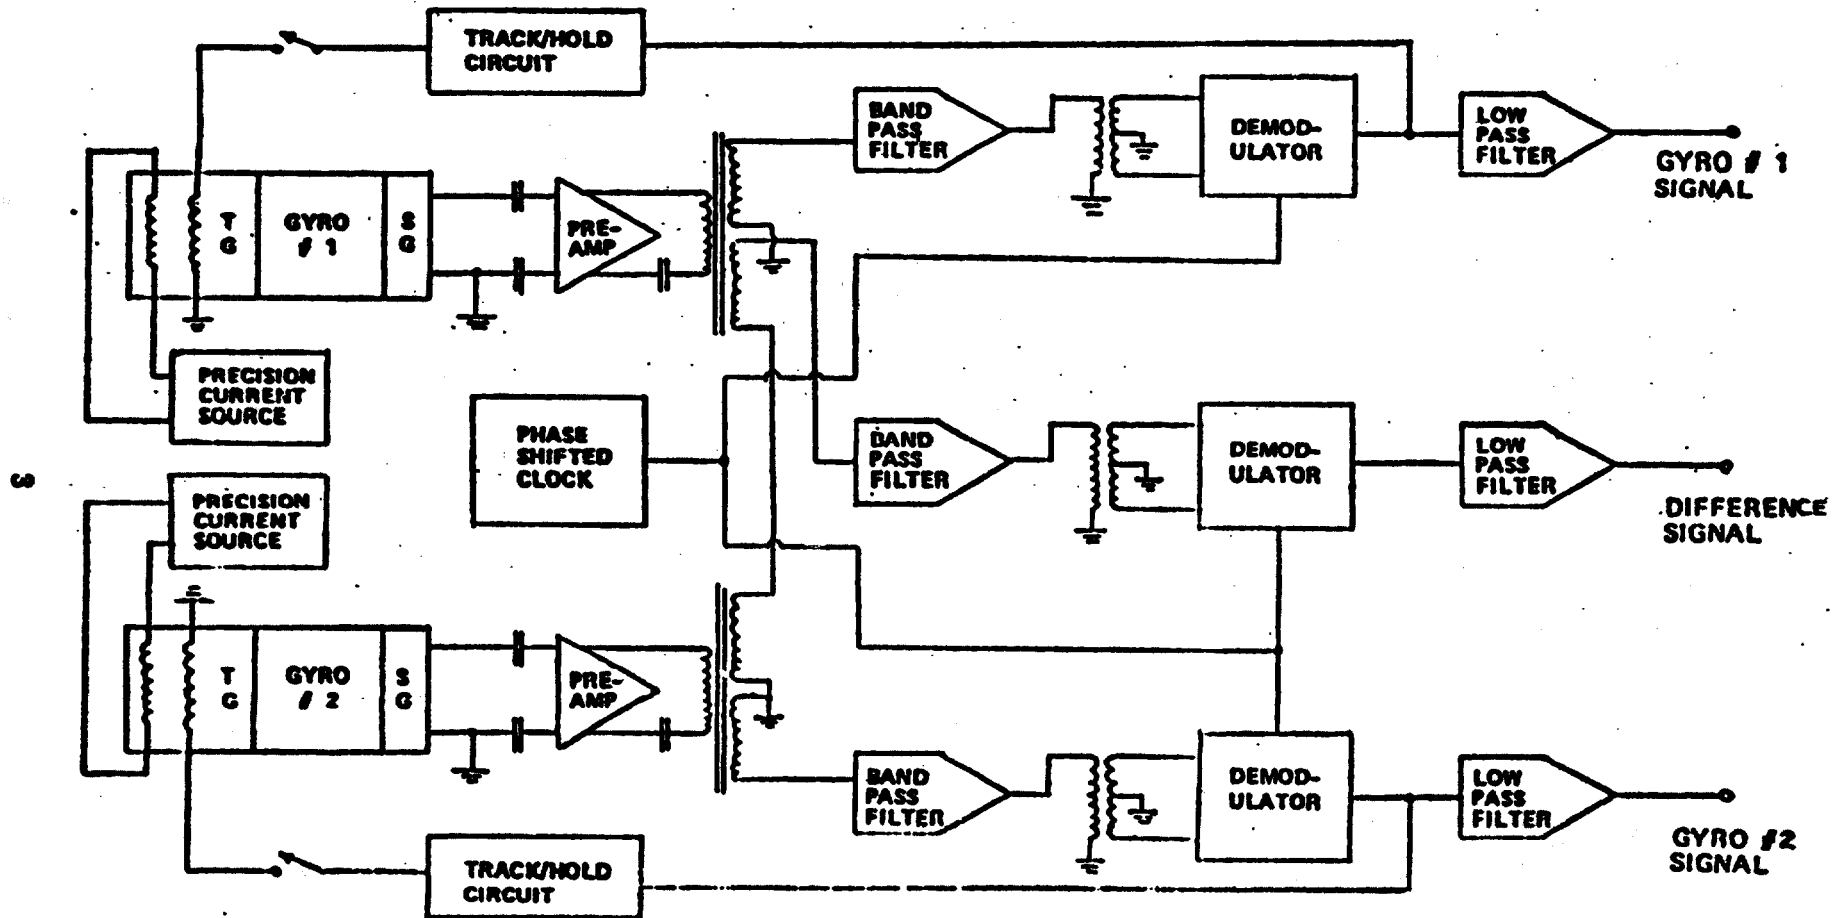 TRACK/HOLD
CIRCUIT
BAND
PASS
FILTER
DEMOD-
ULATOR
LOW
PASS
FILTER
GYRO # 1
SIGNAL
T
G
GYRO
# 1
S
G
PRE-
AMP
PRECISION
CURRENT
SOURCE
PHASE
SHIFTED
CLOCK
BAND
PASS
FILTER
DEMOD-
ULATOR
LOW
PASS
FILTER
DIFFERENCE
SIGNAL
3
PRECISION
CURRENT
SOURCE
T
G
GYRO
# 2
S
G
PRE-
AMP
BAND
PASS
FILTER
DEMOD-
ULATOR
LOW
PASS
FILTER
GYRO #2
SIGNAL
TRACK/HOLD
CIRCUIT